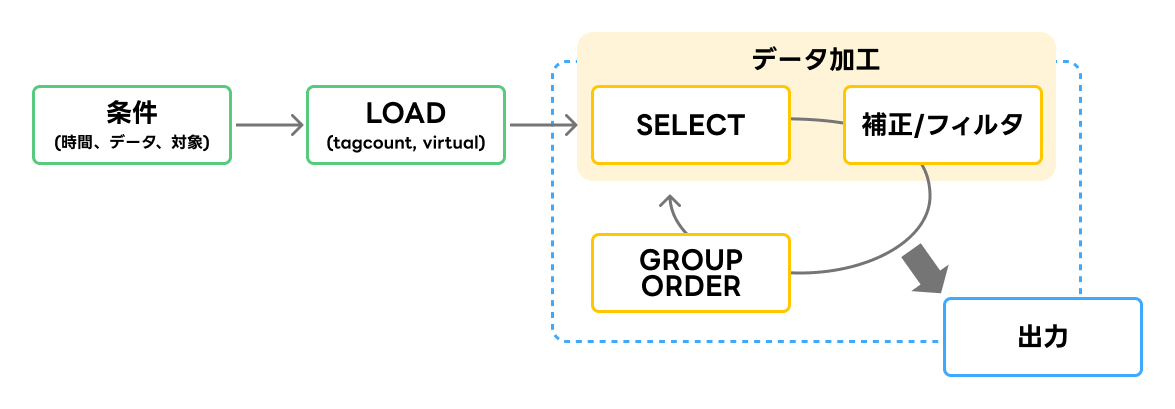 条件
(時間、データ、対象)
LOAD
(tagcount, virtual)
データ加工
SELECT
補正/フィルタ
GROUP
ORDER
出力